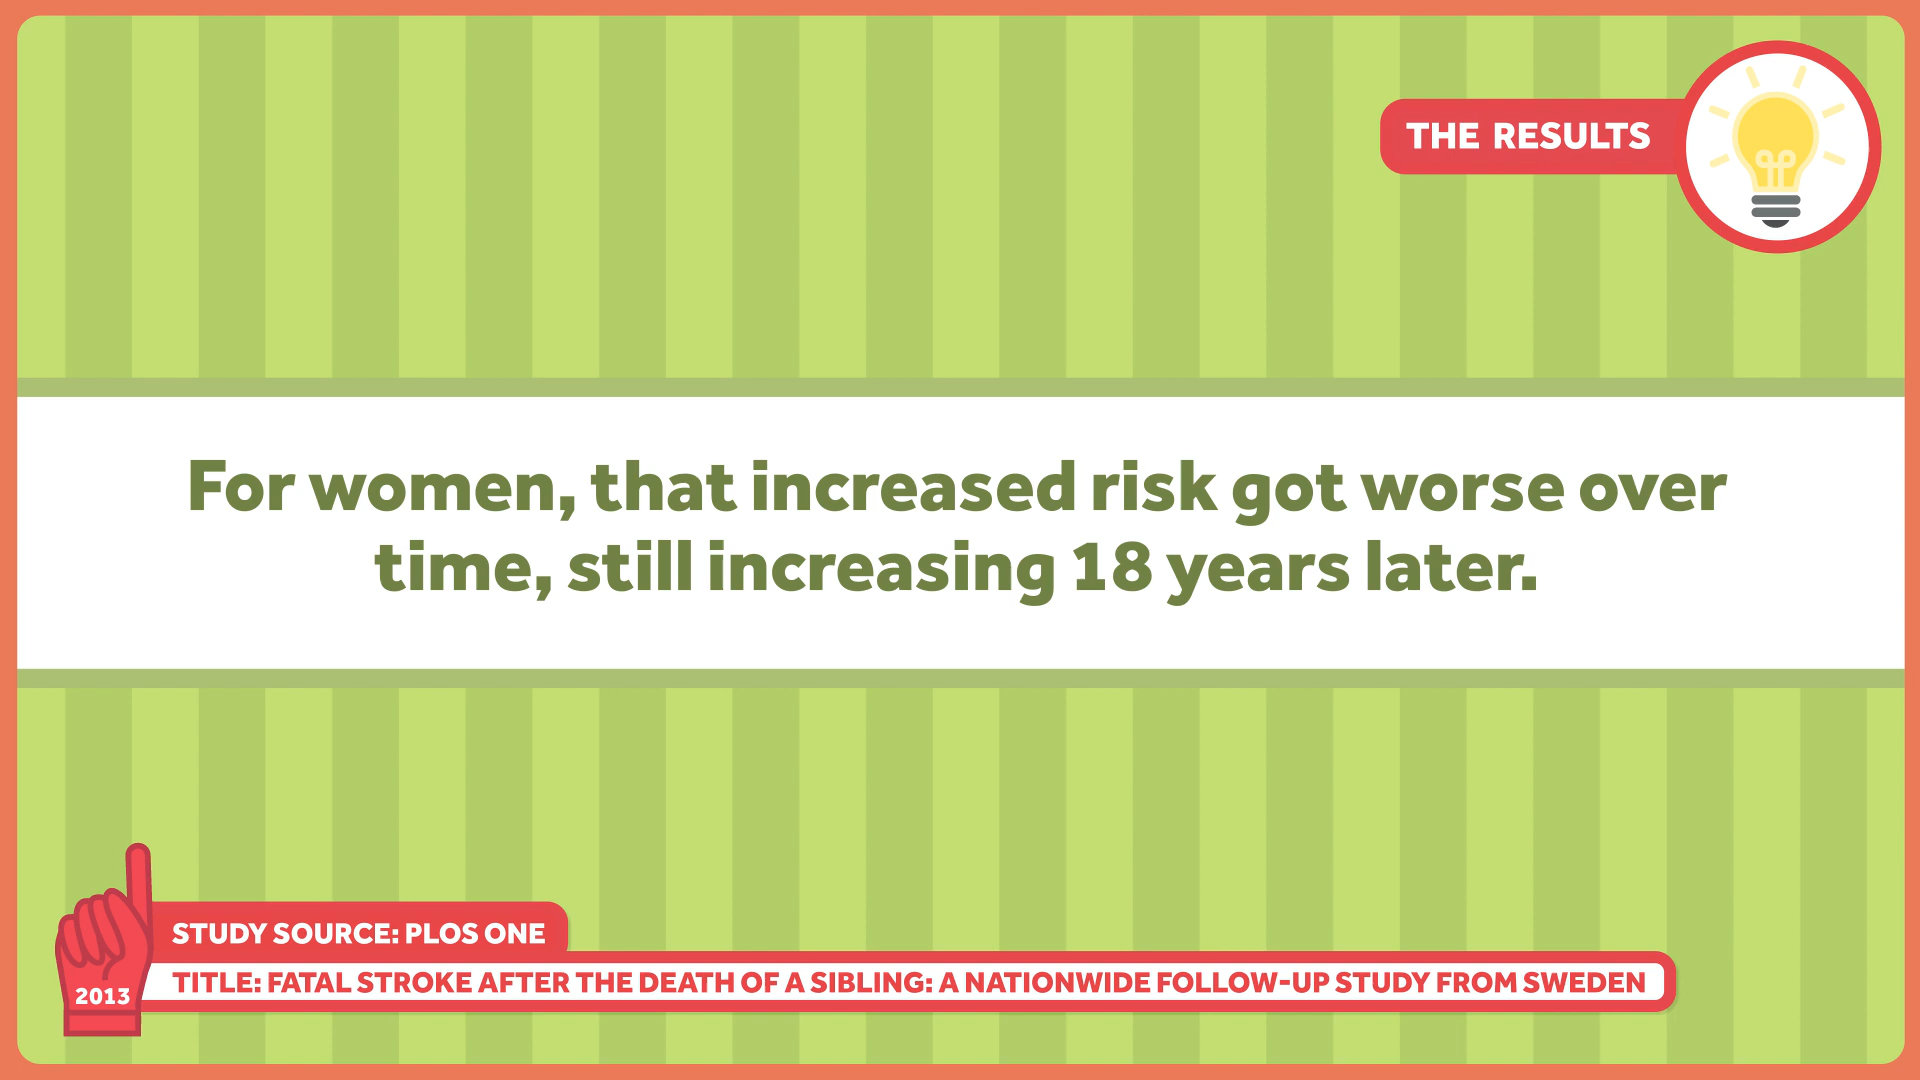 THE RESULTS
For women, that increased risk got worse over
time, still increasing 18 years later.
STUDY SOURCE: PLOS ONE
TITLE: FATAL STROKE AFTER THE DEATH OF A SIBLING: A NATIONWIDE FOLLOW-UP STUDY FROM SWEDEN
2013